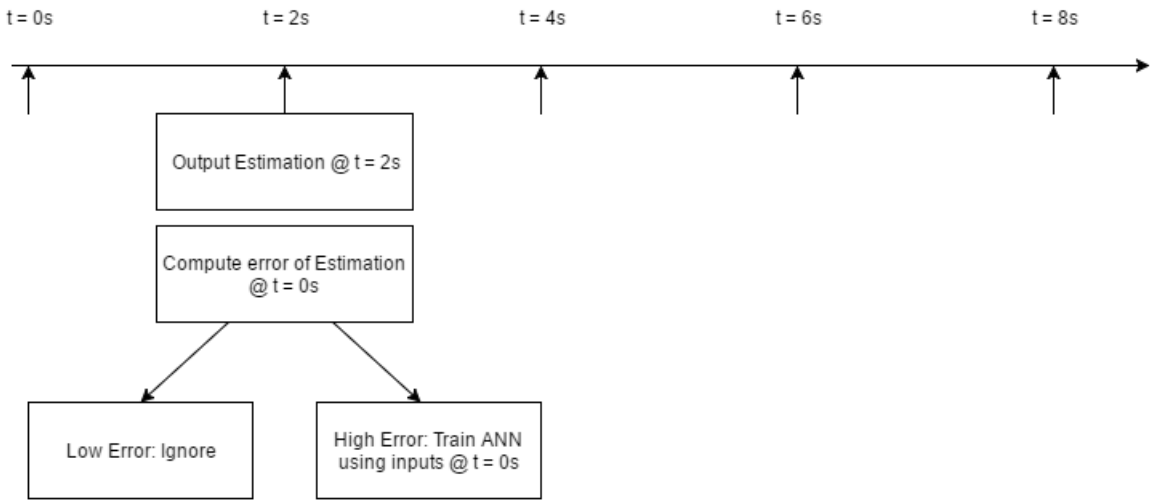 t = 0s
t = 2s
t = 4s
t = 6s
t = 8s
Output Estimation @ t = 2s
Compute error of Estimation
@ t = 0s
Low Error: Ignore
High Error: Train ANN
using inputs @ t = 0s